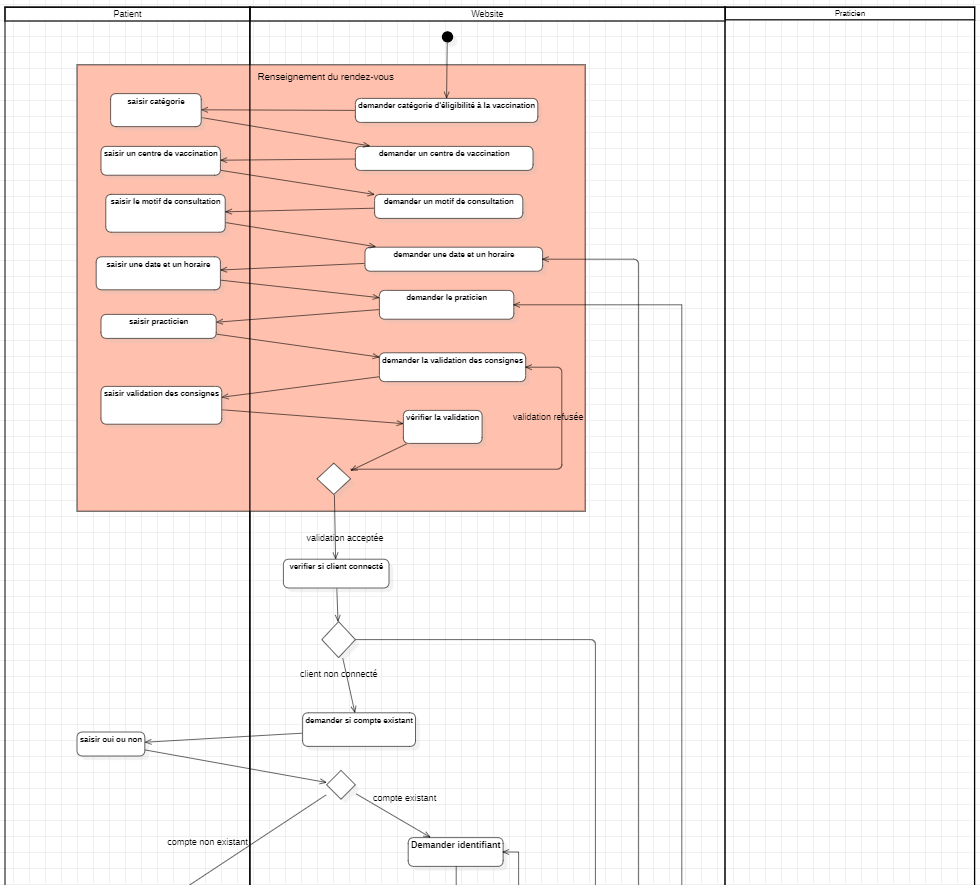 Patient
Website
Praticien
Renseignement du rendez-vous
saisir catégorie
demander catégorie d'éligibilité à la vaccination
saisir un centre de vaccination
demander un centre de vaccination
saisir le motif de consultation
demander un motif de consultation
saisir une date et un horaire
demander une date et un horaire
demander le praticien
saisir practicien
demander la validation des consignes
saisir validation des consignes
vérifier la validation
validation refusée
validation acceptée
verifier si client connecté
client non connecté
demander si compte existant
saisir oui ou non
compte existant
compte non existant
Demander identifiant